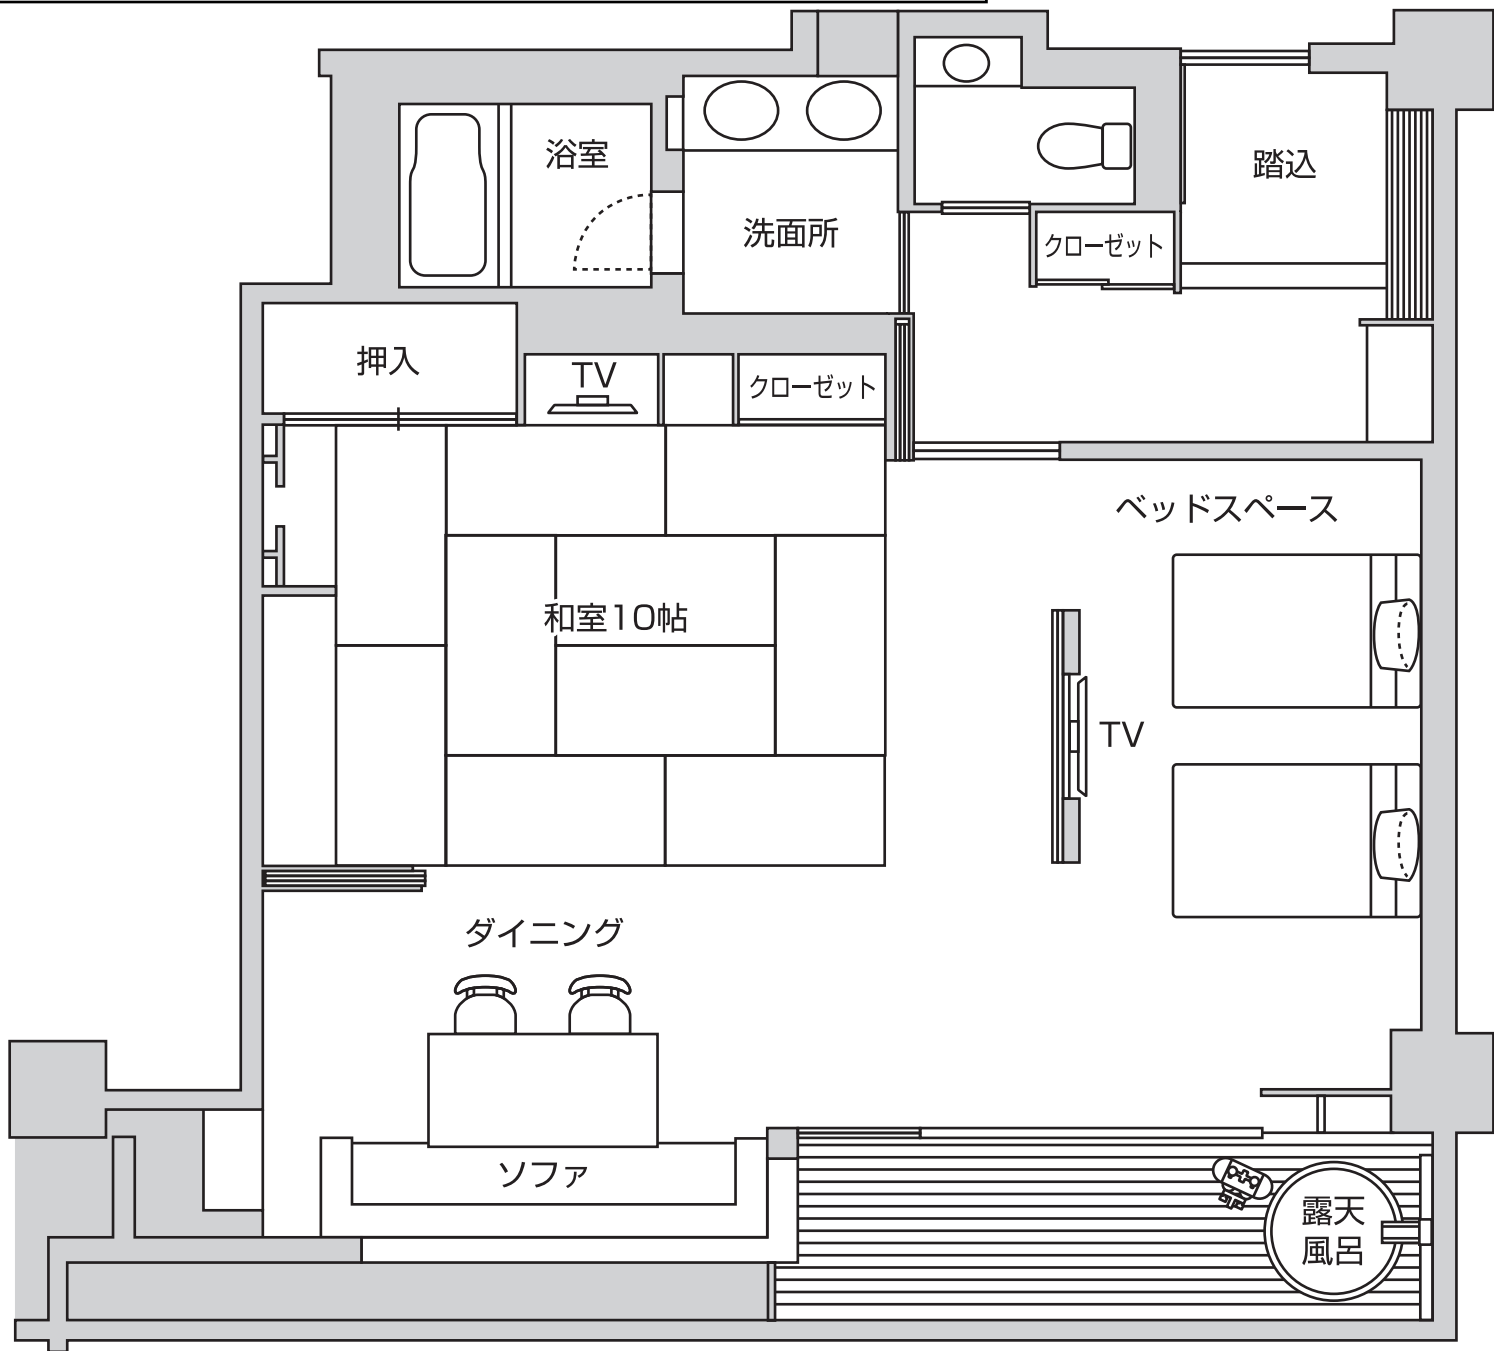 浴室
洗面所
踏込
クローゼット
押入
TV
クローゼット
ベッドスペース
和室10帖
TV
ダイニング
ソファ
露天
風呂